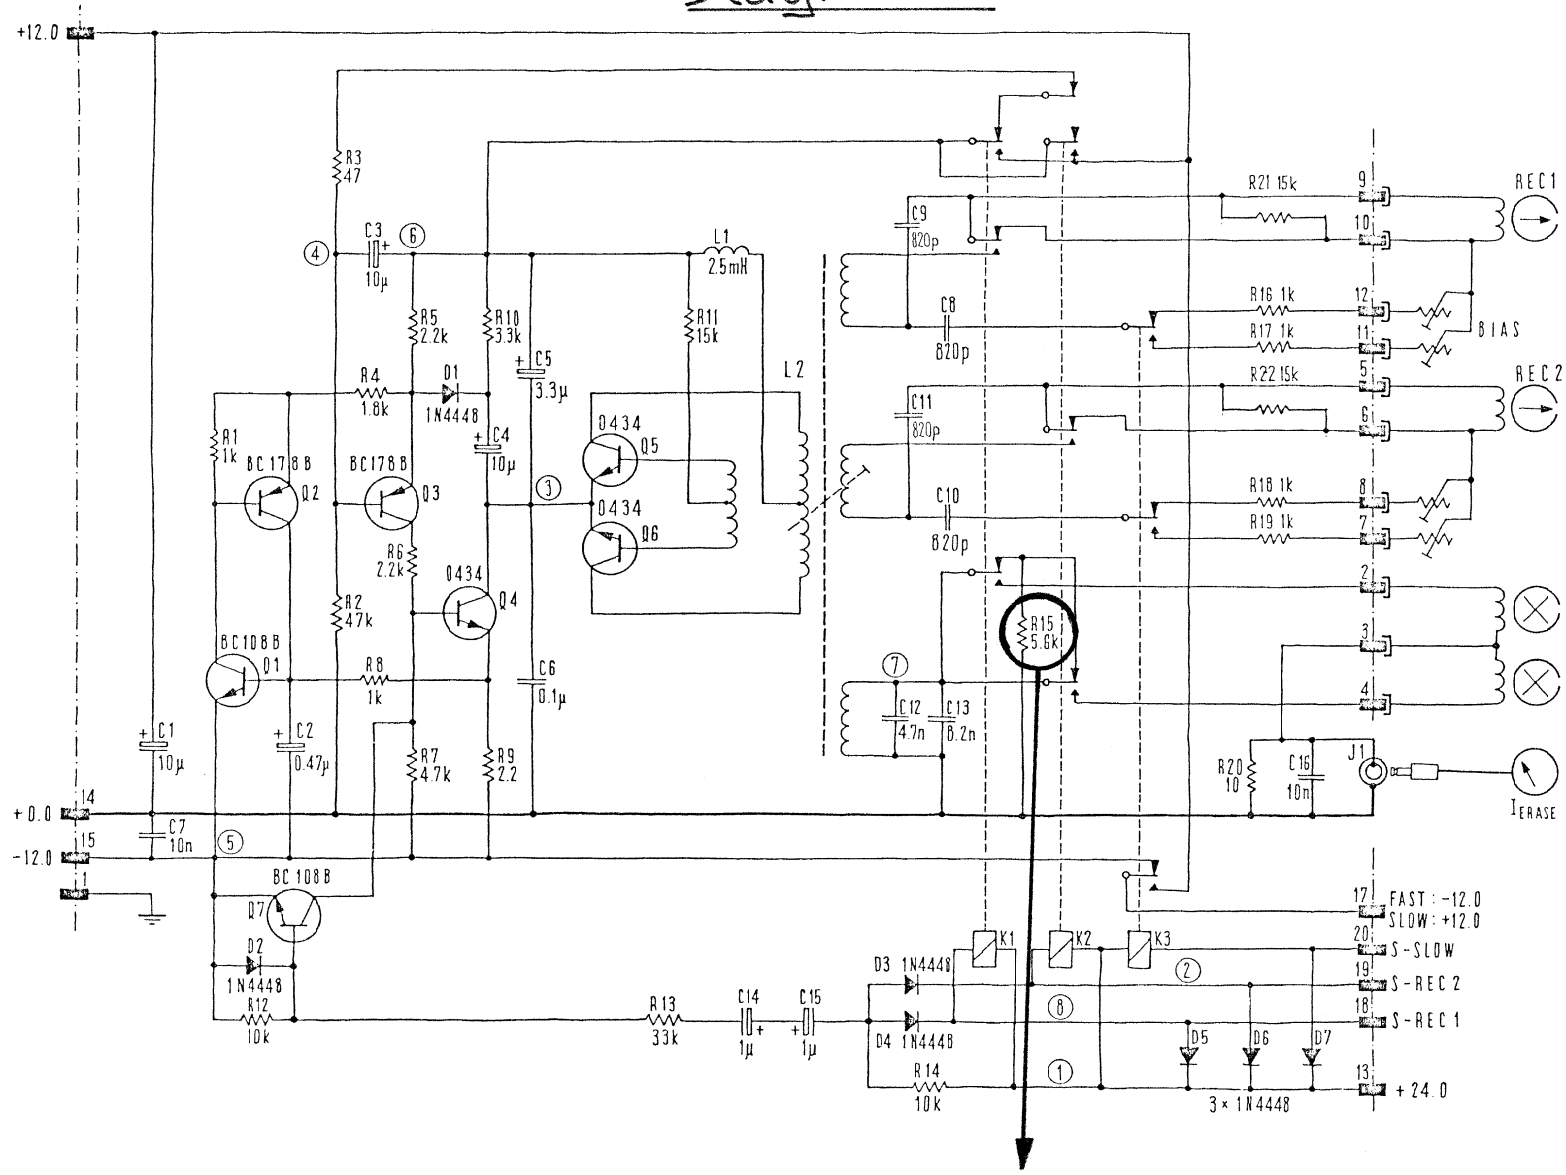 +12.0
R3
47
C3
+
10µ
4
6
L1
2.5mH
C9
820p
R21 15k
9
10
REC1
R16 1k
12
R17 1k
11
BIAS
C8
820p
R5
2.2k
R10
3.3k
R11
15k
+
C5
3.3µ
L2
R4
1.8k
D1
1N4448
R22 15k
5
6
REC2
C11
820p
R1
1k
BC178B
Q2
BC178B
Q3
+
C4
10µ
0434
Q5
3
0434
Q6
R18 1k
8
R19 1k
7
C10
820p
R6
2.2k
0434
Q4
R2
47k
2
R15
5.6k
3
BC108B
Q1
R8
1k
C6
0.1µ
7
4
C12
4.7n
C13
8.2n
+
C1
10µ
+
C2
0.47µ
R7
4.7k
R9
2.2
R20
10
C16
10n
J1
IERASE
+0.0
14
C7
10n
-12.0
15
5
1
BC108B
Q7
D2
1N4448
R12
10k
17
FAST: -12.0
SLOW: +12.0
K1
K2
K3
20
S-SLOW
D3
1N4448
2
19
S-REC2
R13
33k
C14
+
1µ
C15
+
1µ
8
18
S-REC1
D4
1N4448
D5
D6
D7
R14
10k
1
13
+24.0
3×1N4448